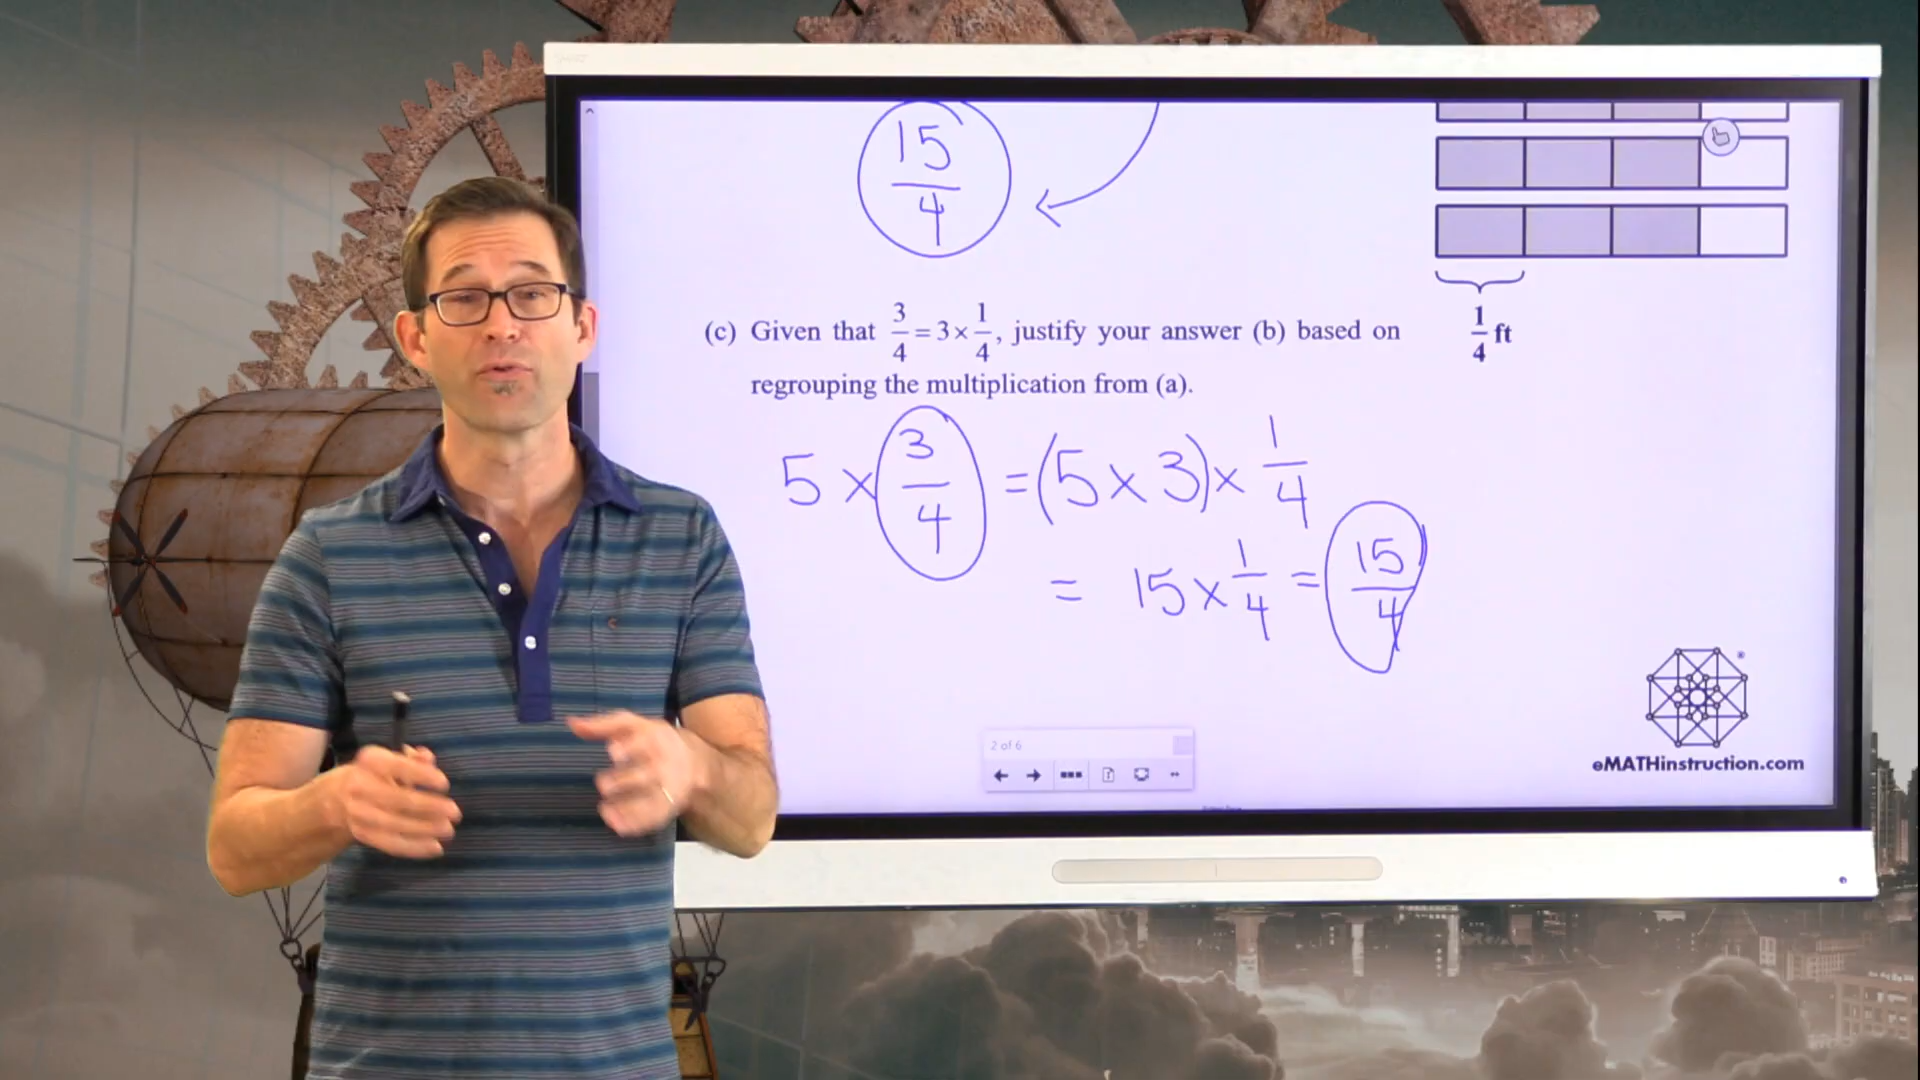 15/4
(c) Given that 3/4 = 3 × 1/4, justify your answer (b) based on
regrouping the multiplication from (a).
1/4 ft
5 × 3/4 = (5 × 3) × 1/4
= 15 × 1/4 = 15/4
2 of 6
eMATHinstruction.com